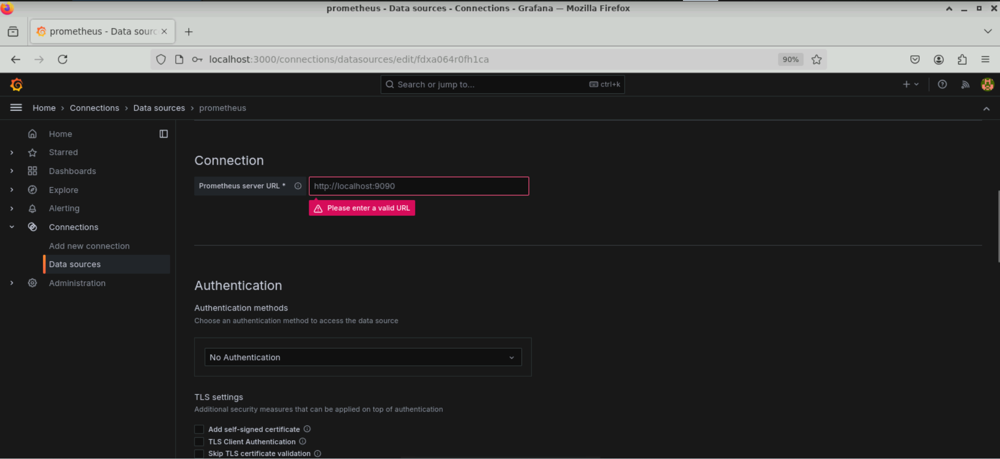 prometheus - Data sources - Connections - Grafana — Mozilla Firefox
prometheus - Data sourc
localhost:3000/connections/datasources/edit/fdxa064r0fh1ca
90%
Search or jump to...
ctrl+k
Home › Connections › Data sources › prometheus
Home
Starred
Dashboards
Explore
Alerting
Connections
Add new connection
Data sources
Administration
Connection
Prometheus server URL *
http://localhost:9090
Please enter a valid URL
Authentication
Authentication methods
Choose an authentication method to access the data source
No Authentication
TLS settings
Additional security measures that can be applied on top of authentication
Add self-signed certificate
TLS Client Authentication
Skip TLS certificate validation